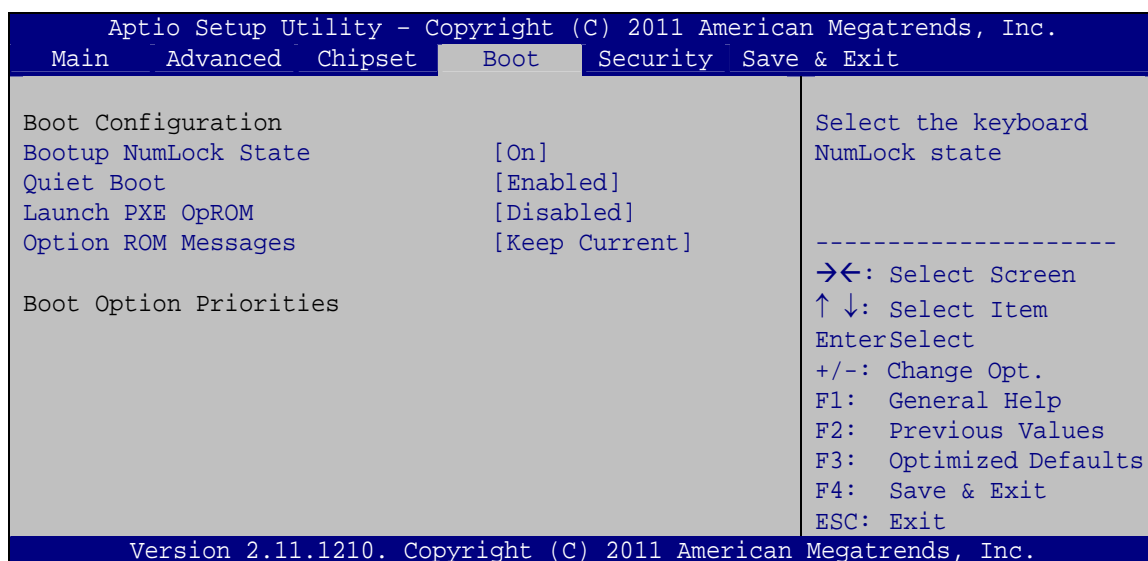 Aptio Setup Utility – Copyright (C) 2011 American Megatrends, Inc.
Main Advanced Chipset Boot Security Save & Exit
Boot Configuration
Bootup NumLock State [On]
Quiet Boot [Enabled]
Launch PXE OpROM [Disabled]
Option ROM Messages [Keep Current]
Boot Option Priorities
Select the keyboard
NumLock state
---------------------
→←: Select Screen
↑ ↓: Select Item
EnterSelect
+/-: Change Opt.
F1: General Help
F2: Previous Values
F3: Optimized Defaults
F4: Save & Exit
ESC: Exit
Version 2.11.1210. Copyright (C) 2011 American Megatrends, Inc.